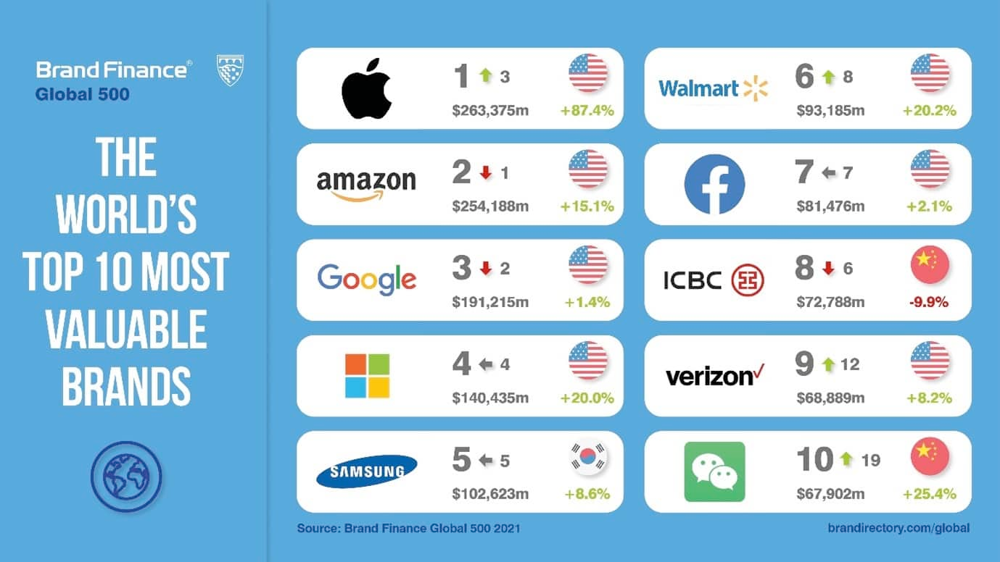 Brand Finance®
Global 500
THE
WORLD'S
TOP 10 MOST
VALUABLE
BRANDS
1 3
$263,375m +87.4%
amazon
2 1
$254,188m +15.1%
Google
3 2
$191,215m +1.4%
4 4
$140,435m +20.0%
SAMSUNG
5 5
$102,623m +8.6%
Walmart
6 8
$93,185m +20.2%
f
7 7
$81,476m +2.1%
ICBC
8 6
$72,788m -9.9%
verizon✓
9 12
$68,889m +8.2%
10 19
$67,902m +25.4%
Source: Brand Finance Global 500 2021
brandirectory.com/global